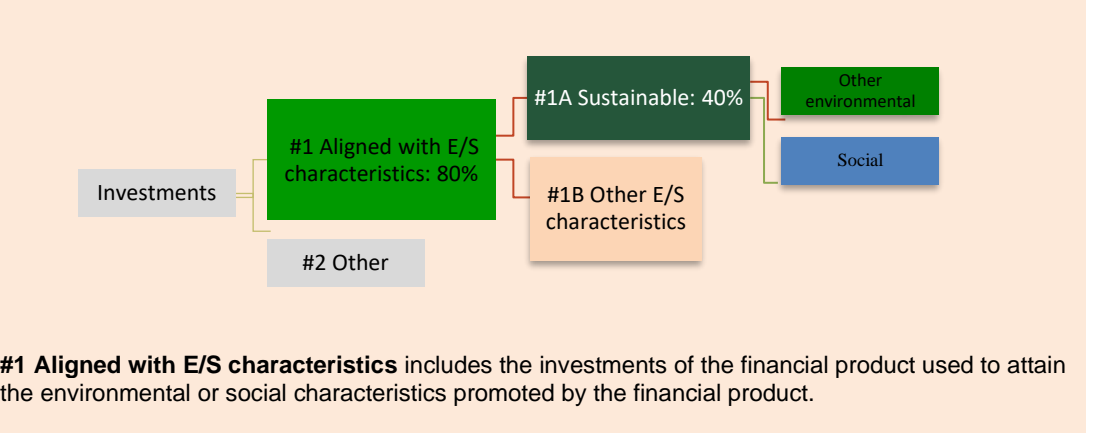 Investments
#1 Aligned with E/S
characteristics: 80%
#2 Other
#1A Sustainable: 40%
#1B Other E/S
characteristics
Other
environmental
Social
#1 Aligned with E/S characteristics includes the investments of the financial product used to attain
the environmental or social characteristics promoted by the financial product.